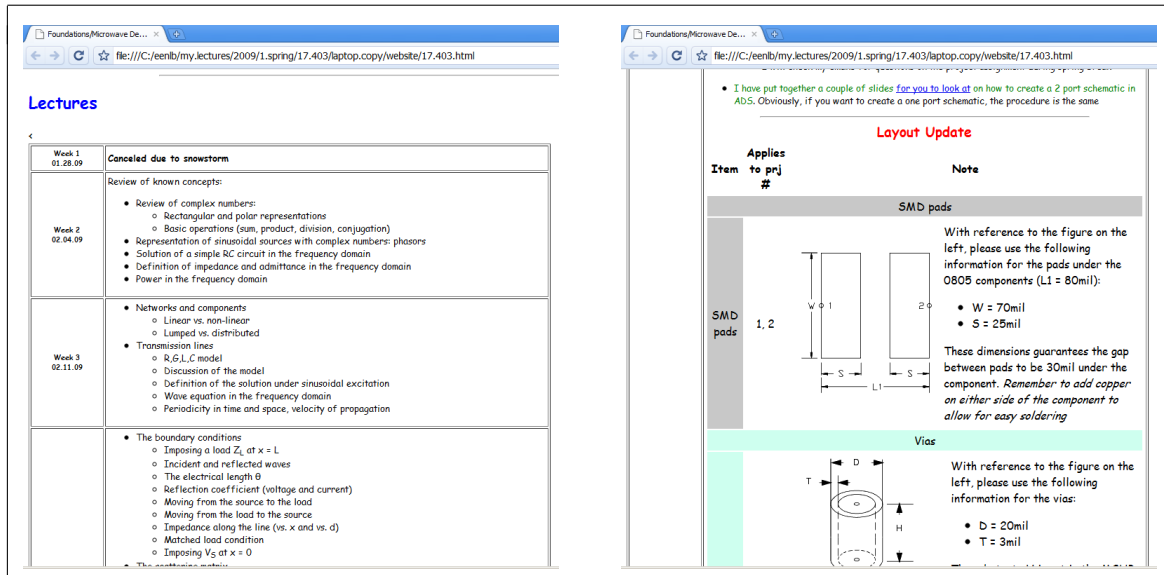 Foundations/Microwave De...
file:///C:/eenlb/my.lectures/2009/1.spring/17.403/laptop.copy/website/17.403.html
Lectures
<
Week 1
01.28.09
Canceled due to snowstorm
Week 2
02.04.09
Review of known concepts:
• Review of complex numbers:
○ Rectangular and polar representations
○ Basic operations (sum, product, division, conjugation)
• Representation of sinusoidal sources with complex numbers: phasors
• Solution of a simple RC circuit in the frequency domain
• Definition of impedance and admittance in the frequency domain
• Power in the frequency domain
Week 3
02.11.09
• Networks and components
○ Linear vs. non-linear
○ Lumped vs. distributed
• Transmission lines
○ R,G,L,C model
○ Discussion of the model
○ Definition of the solution under sinusoidal excitation
○ Wave equation in the frequency domain
○ Periodicity in time and space, velocity of propagation
• The boundary conditions
○ Imposing a load ZL at x = L
○ Incident and reflected waves
○ The electrical length θ
○ Reflection coefficient (voltage and current)
○ Moving from the source to the load
○ Moving from the load to the source
○ Impedance along the line (vs. x and vs. d)
○ Matched load condition
○ Imposing VS at x = 0
• The scattering matrix
Foundations/Microwave De...
file:///C:/eenlb/my.lectures/2009/1.spring/17.403/laptop.copy/website/17.403.html
• I have put together a couple of slides for you to look at on how to create a 2 port schematic in
ADS. Obviously, if you want to create a one port schematic, the procedure is the same
Layout Update
Item
Applies
to prj
#
Note
SMD pads
SMD
pads
1, 2
W
1
2
S
S
L1
With reference to the figure on the
left, please use the following
information for the pads under the
0805 components (L1 = 80mil):
• W = 70mil
• S = 25mil
These dimensions guarantees the gap
between pads to be 30mil under the
component. Remember to add copper
on either side of the component to
allow for easy soldering
Vias
D
T
H
With reference to the figure on the
left, please use the following
information for the vias:
• D = 20mil
• T = 3mil